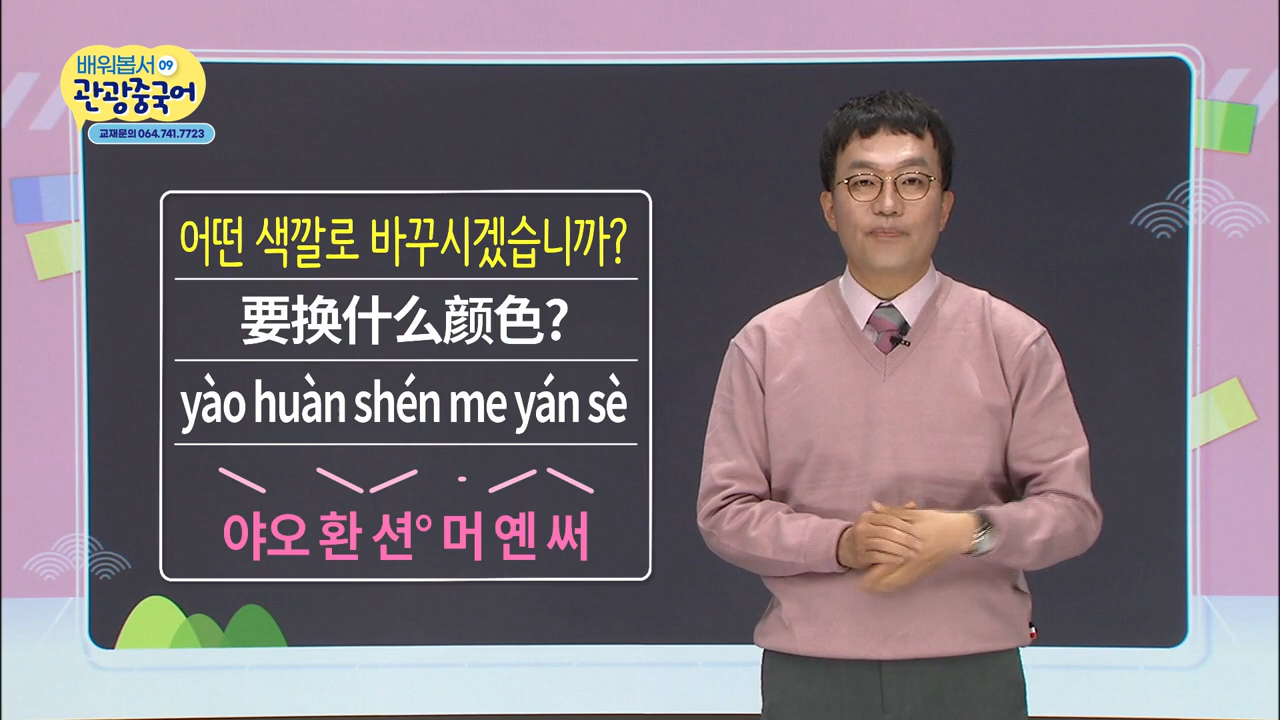 배워봅서 09
관광중국어
교재문의 064.741.7723
어떤 색깔로 바꾸시겠습니까?
要换什么颜色?
yào huàn shén me yán sè
야오 환 션° 머 옌 써